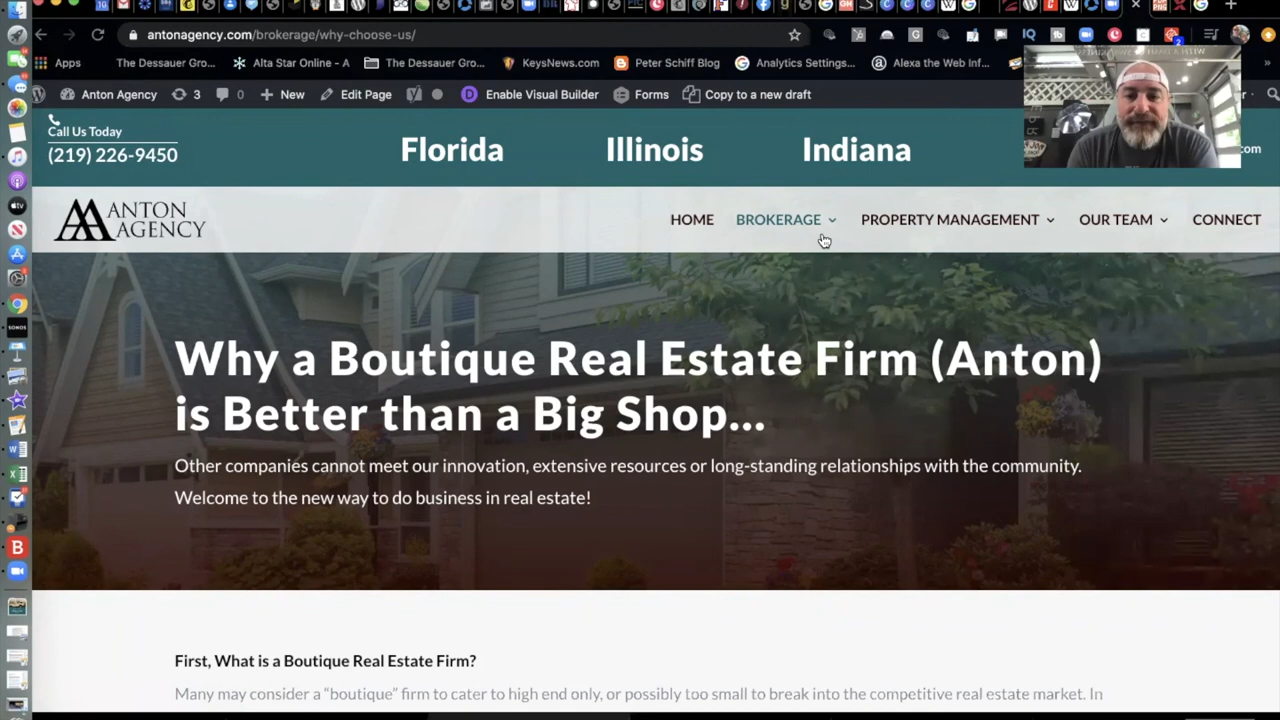 antonagency.com/brokerage/why-choose-us/
Apps The Dessauer Gro... Alta Star Online - A The Dessauer Gro... KeysNews.com Peter Schiff Blog Analytics Settings... Alexa the Web Inf... »
Anton Agency 3 0 New Edit Page Enable Visual Builder Forms Copy to a new draft
Call Us Today
(219) 226-9450
Florida Illinois Indiana
ANTON
AGENCY
HOME BROKERAGE PROPERTY MANAGEMENT OUR TEAM CONNECT
Why a Boutique Real Estate Firm (Anton)
is Better than a Big Shop...
Other companies cannot meet our innovation, extensive resources or long-standing relationships with the community.
Welcome to the new way to do business in real estate!
First, What is a Boutique Real Estate Firm?
Many may consider a “boutique” firm to cater to high end only, or possibly too small to break into the competitive real estate market. In